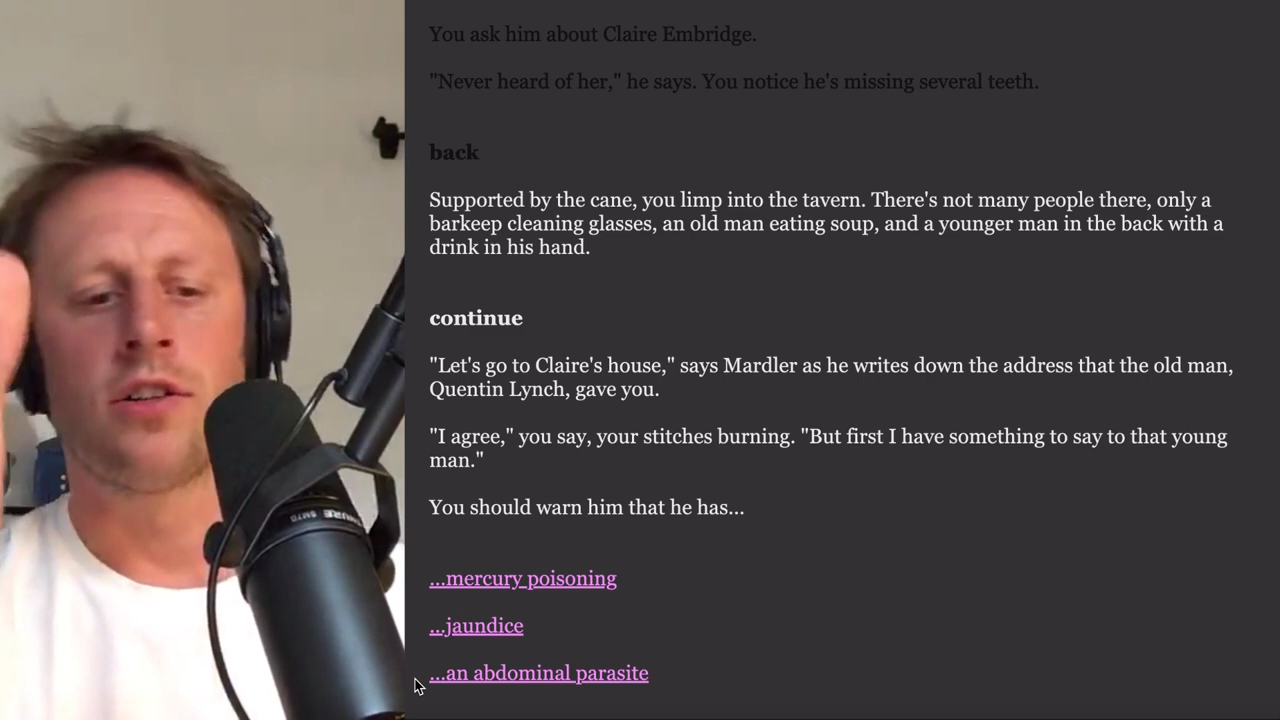 You ask him about Claire Embridge.
"Never heard of her," he says. You notice he's missing several teeth.
back
Supported by the cane, you limp into the tavern. There's not many people there, only a
barkeep cleaning glasses, an old man eating soup, and a younger man in the back with a
drink in his hand.
continue
"Let's go to Claire's house," says Mardler as he writes down the address that the old man,
Quentin Lynch, gave you.
"I agree," you say, your stitches burning. "But first I have something to say to that young
man."
You should warn him that he has...
...mercury poisoning
...jaundice
...an abdominal parasite
SHURE SM7B